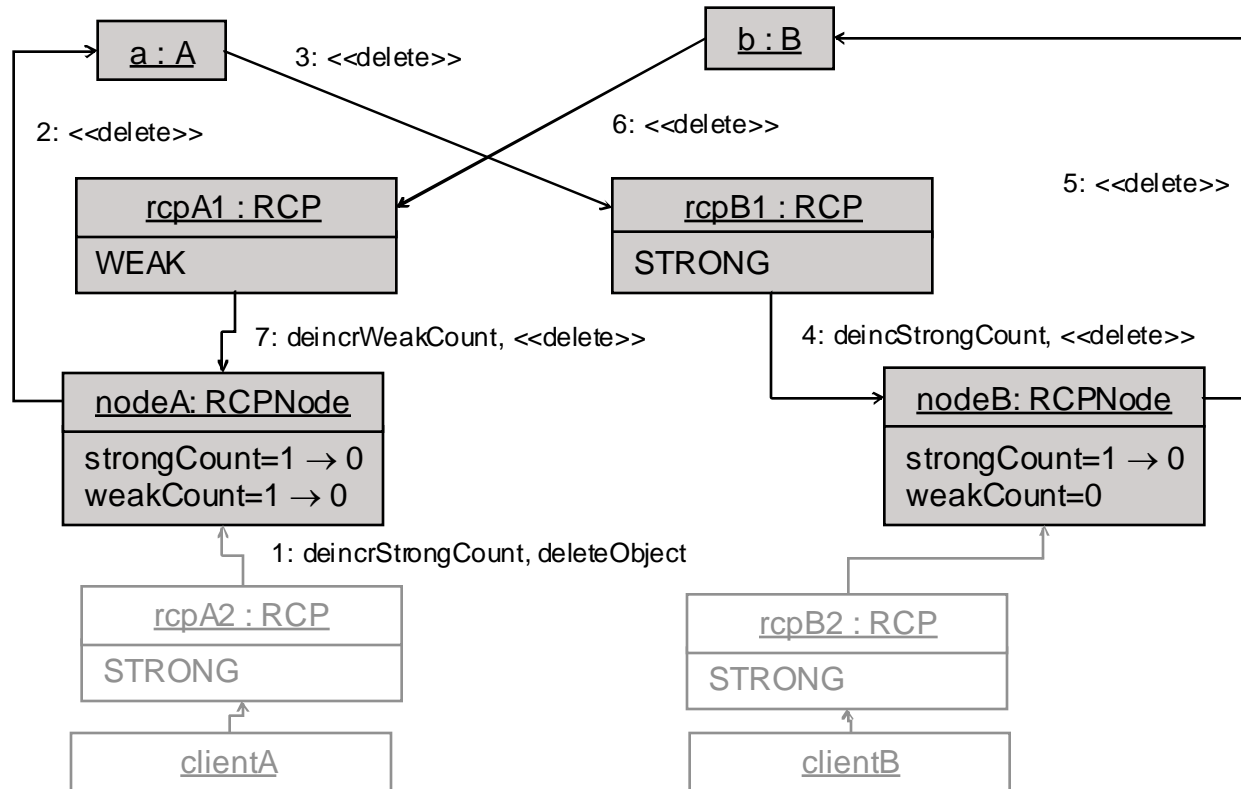 a : A
b : B
3: <<delete>>
2: <<delete>>
6: <<delete>>
5: <<delete>>
rcpA1 : RCP
WEAK
rcpB1 : RCP
STRONG
7: deincrWeakCount, <<delete>>
4: deincStrongCount, <<delete>>
nodeA: RCPNode
strongCount=1 → 0
weakCount=1 → 0
nodeB: RCPNode
strongCount=1 → 0
weakCount=0
1: deincrStrongCount, deleteObject
rcpA2 : RCP
STRONG
rcpB2 : RCP
STRONG
clientA
clientB